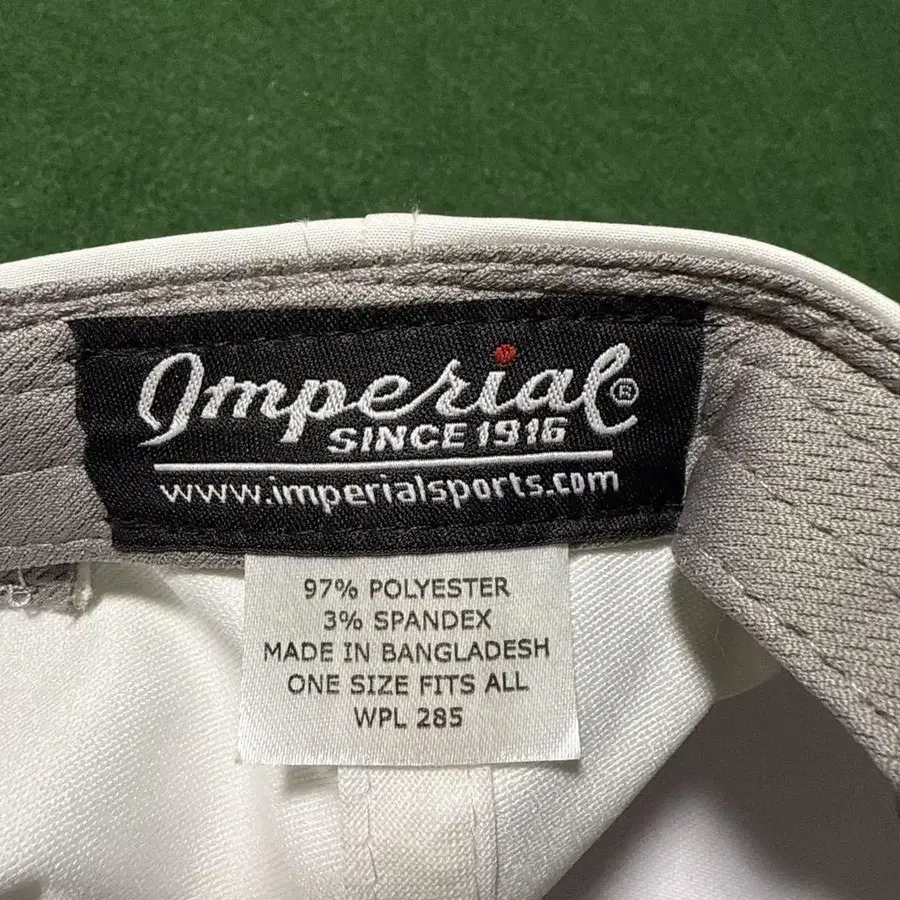 Imperial®
SINCE 1916
www.imperialsports.com
97% POLYESTER
3% SPANDEX
MADE IN BANGLADESH
ONE SIZE FITS ALL
WPL 285